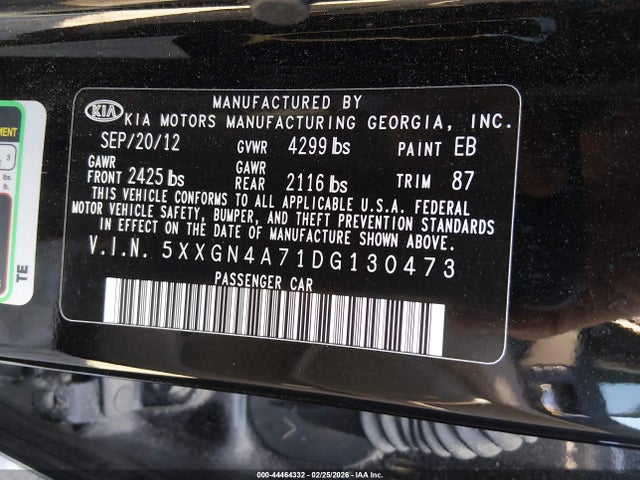 MANUFACTURED BY
KIA KIA MOTORS MANUFACTURING GEORGIA, INC.
SEP/20/12 GVWR 4299 lbs PAINT EB
GAWR FRONT 2425 lbs GAWR REAR 2116 lbs TRIM 87
THIS VEHICLE CONFORMS TO ALL APPLICABLE U.S.A. FEDERAL
MOTOR VEHICLE SAFETY, BUMPER, AND THEFT PREVENTION STANDARDS
IN EFFECT ON THE DATE OF MANUFACTURE SHOWN ABOVE.
V.I.N. 5XXGN4A71DG130473
PASSENGER CAR
TE
000-44464332 - 02/25/2026 - IAA Inc.